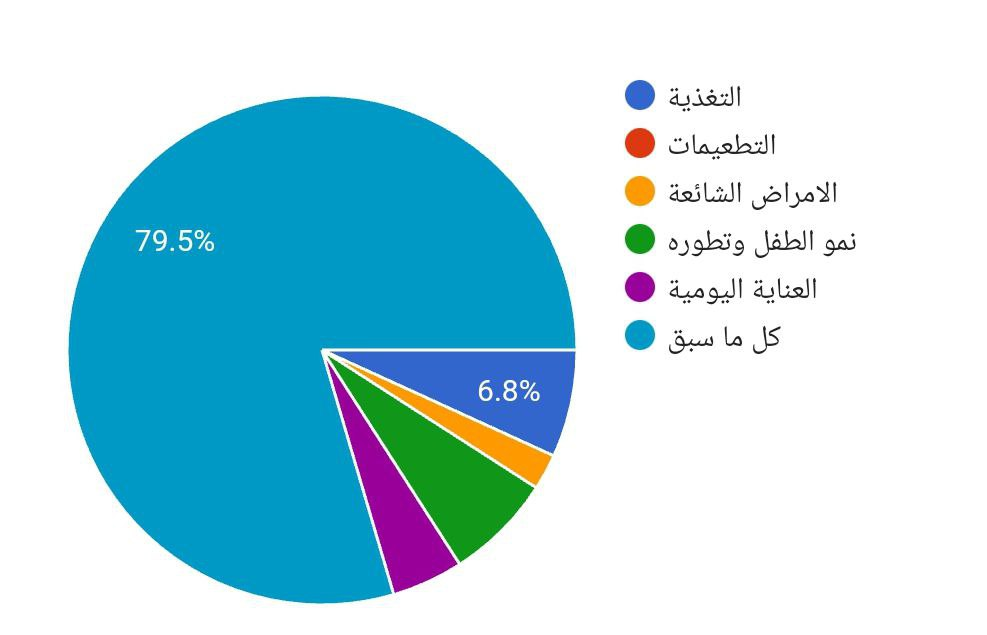 79.5%
6.8%
التغذية
التطعيمات
الامراض الشائعة
نمو الطفل وتطوره
العناية اليومية
كل ما سبق